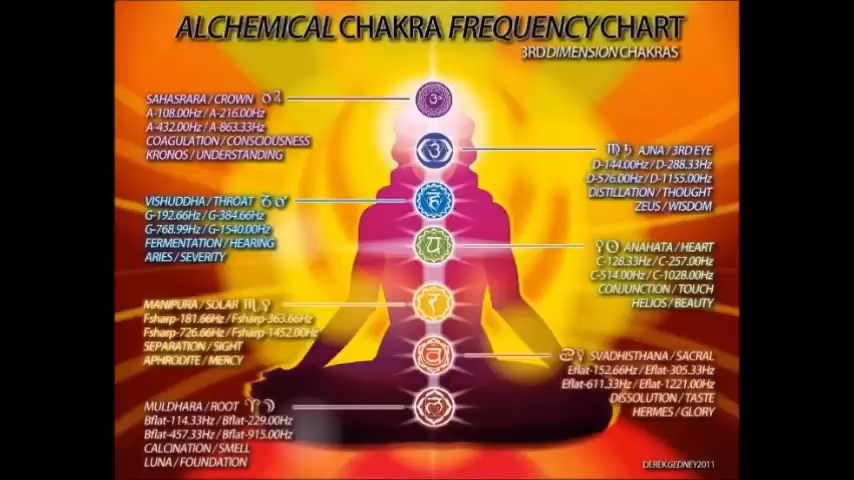 ALCHEMICAL CHAKRA FREQUENCY CHART
3RD DIMENSION CHAKRAS
SAHASRARA / CROWN
A-108.00Hz / A-216.00Hz
A-432.00Hz / A-863.33Hz
COAGULATION / CONSCIOUSNESS
KRONOS / UNDERSTANDING
AJNA / 3RD EYE
D-144.00Hz / D-288.33Hz
D-576.00Hz / D-1155.00Hz
DISTILLATION / THOUGHT
ZEUS / WISDOM
VISHUDDHA / THROAT
G-192.66Hz / G-384.66Hz
G-768.99Hz / G-1540.00Hz
FERMENTATION / HEARING
ARIES / SEVERITY
ANAHATA / HEART
C-128.33Hz / C-257.00Hz
C-514.00Hz / C-1028.00Hz
CONJUNCTION / TOUCH
HELIOS / BEAUTY
MANIPURA / SOLAR
Fsharp-181.66Hz / Fsharp-363.66Hz
Fsharp-726.66Hz / Fsharp-1452.00Hz
SEPARATION / SIGHT
APHRODITE / MERCY
SVADHISTHANA / SACRAL
Eflat-152.66Hz / Eflat-305.33Hz
Eflat-611.33Hz / Eflat-1221.00Hz
DISSOLUTION / TASTE
HERMES / GLORY
MULDHARA / ROOT
Bflat-114.33Hz / Bflat-229.00Hz
Bflat-457.33Hz / Bflat-915.00Hz
CALCINATION / SMELL
LUNA / FOUNDATION
DEREK GEDNEY 2011